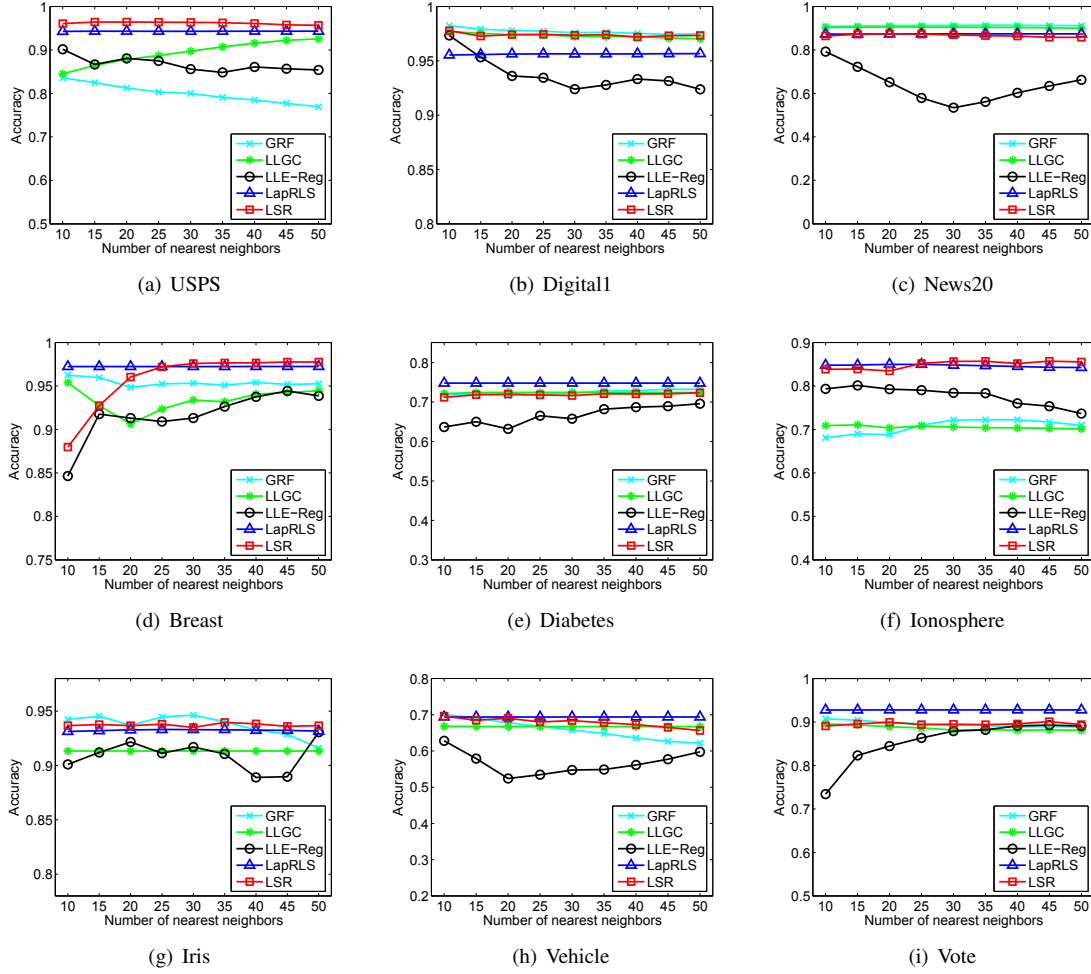 1
0.9
0.8
0.7
0.6
0.5
Accuracy
10 15 20 25 30 35 40 45 50
Number of nearest neighbors
GRF
LLGC
LLE−Reg
LapRLS
LSR
(a) USPS
1
0.95
0.9
0.85
0.8
Accuracy
10 15 20 25 30 35 40 45 50
Number of nearest neighbors
GRF
LLGC
LLE−Reg
LapRLS
LSR
(b) Digital1
1
0.8
0.6
0.4
0.2
0
Accuracy
10 15 20 25 30 35 40 45 50
Number of nearest neighbors
GRF
LLGC
LLE−Reg
LapRLS
LSR
(c) News20
1
0.95
0.9
0.85
0.8
0.75
Accuracy
10 15 20 25 30 35 40 45 50
Number of nearest neighbors
GRF
LLGC
LLE−Reg
LapRLS
LSR
(d) Breast
0.8
0.7
0.6
0.5
0.4
0.3
Accuracy
10 15 20 25 30 35 40 45 50
Number of nearest neighbors
GRF
LLGC
LLE−Reg
LapRLS
LSR
(e) Diabetes
0.9
0.8
0.7
0.6
0.5
0.4
Accuracy
10 15 20 25 30 35 40 45 50
Number of nearest neighbors
GRF
LLGC
LLE−Reg
LapRLS
LSR
(f) Ionosphere
0.95
0.9
0.85
0.8
Accuracy
10 15 20 25 30 35 40 45 50
Number of nearest neighbors
GRF
LLGC
LLE−Reg
LapRLS
LSR
(g) Iris
0.8
0.7
0.6
0.5
0.4
0.3
0.2
Accuracy
10 15 20 25 30 35 40 45 50
Number of nearest neighbors
GRF
LLGC
LLE−Reg
LapRLS
LSR
(h) Vehicle
1
0.9
0.8
0.7
0.6
0.5
Accuracy
10 15 20 25 30 35 40 45 50
Number of nearest neighbors
GRF
LLGC
LLE−Reg
LapRLS
LSR
(i) Vote